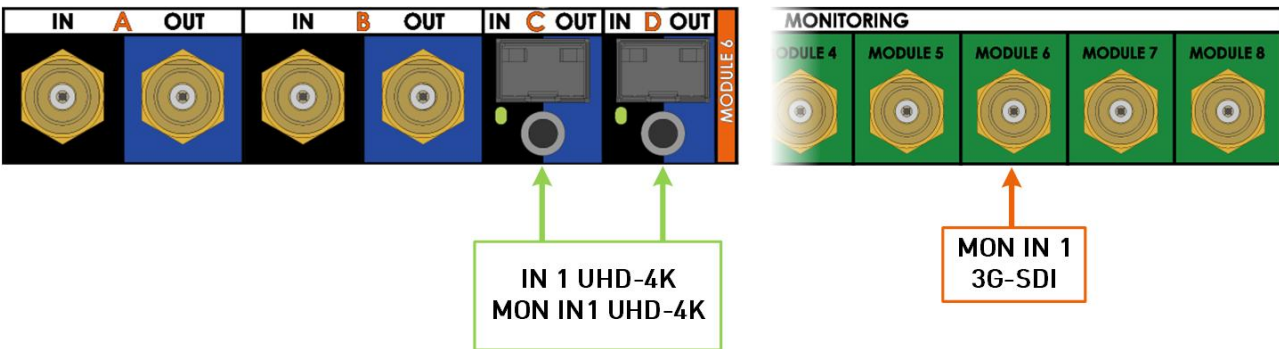 IN A OUT IN B OUT IN C OUT IN D OUT
MODULE 6
MONITORING
ODULE 4 MODULE 5 MODULE 6 MODULE 7 MODULE 8
IN 1 UHD-4K
MON IN1 UHD-4K
MON IN 1
3G-SDI